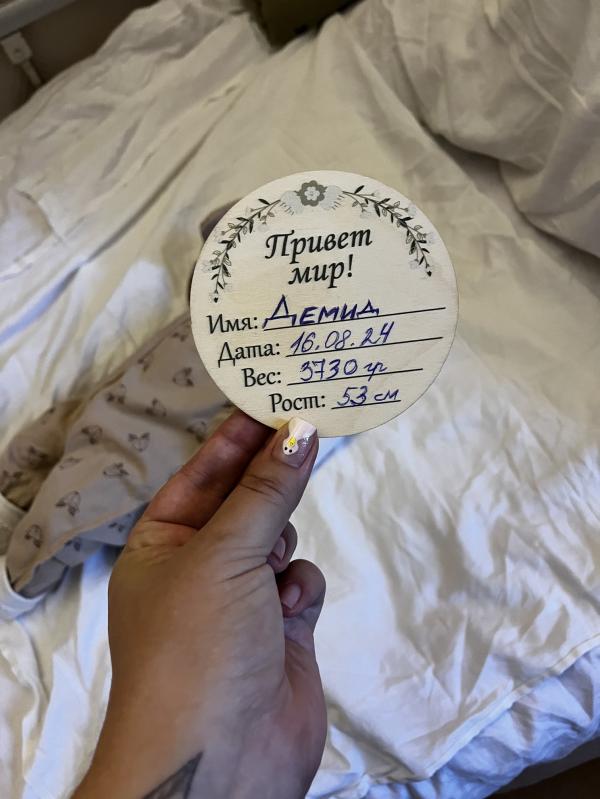 Привет
мир!
Имя: Демид
Дата: 16.08.24
Вес: 3730 гр
Рост: 53 см